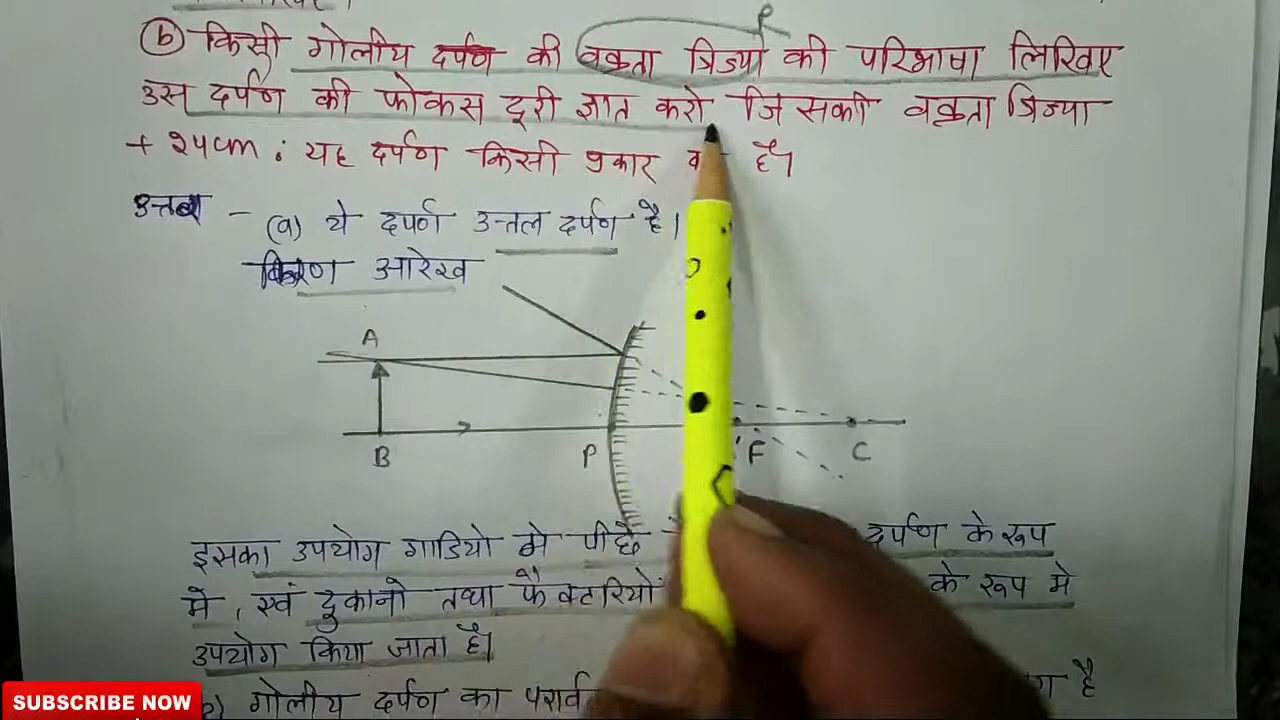 (b) किसी गोलीय दर्पण की वक्रता त्रिज्या की परिभाषा लिखिए
R
उस दर्पण की फोकस दूरी ज्ञात करो जिसकी वक्रता त्रिज्या
+ २५cm : यह दर्पण किसी प्रकार है।
उत्तर - (a) ये दर्पण उत्तल दर्पण है।
किरण आरेख
A
B P F C
इसका उपयोग गाडियो मे पीछे दर्पण के रूप
मे, एवं दुकानो तथा फैक्टरियों के रूप मे
उपयोग किया जाता है।
गोलीय दर्पण का है
SUBSCRIBE NOW